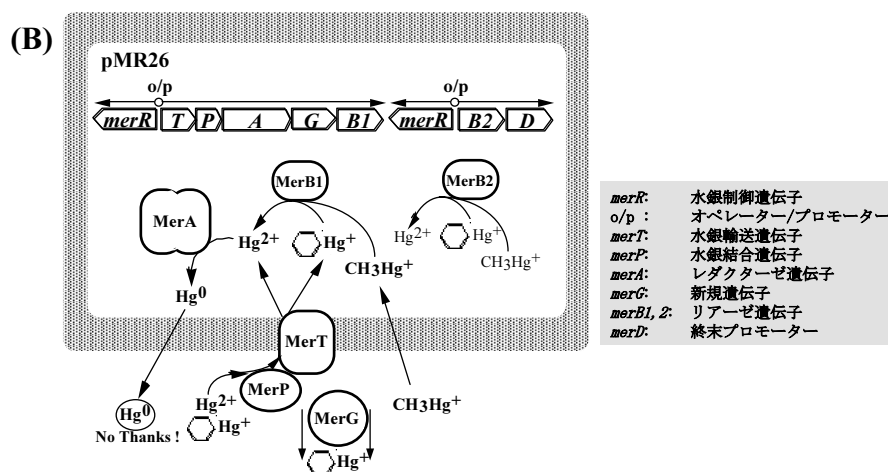 (B)
pMR26
o/p
o/p
merR T P A G B1
merR B2 D
MerB1
MerB2
MerA
Hg2+
Hg+
CH3Hg+
Hg2+
Hg+
CH3Hg+
Hg0
MerT
MerP
Hg2+
Hg+
MerG
Hg+
CH3Hg+
Hg0
No Thanks !
merR: 水銀制御遺伝子
o/p : オペレーター/プロモーター
merT: 水銀輸送遺伝子
merP: 水銀結合遺伝子
merA: レダクターゼ遺伝子
merG: 新規遺伝子
merB1,2: リアーゼ遺伝子
merD: 終末プロモーター